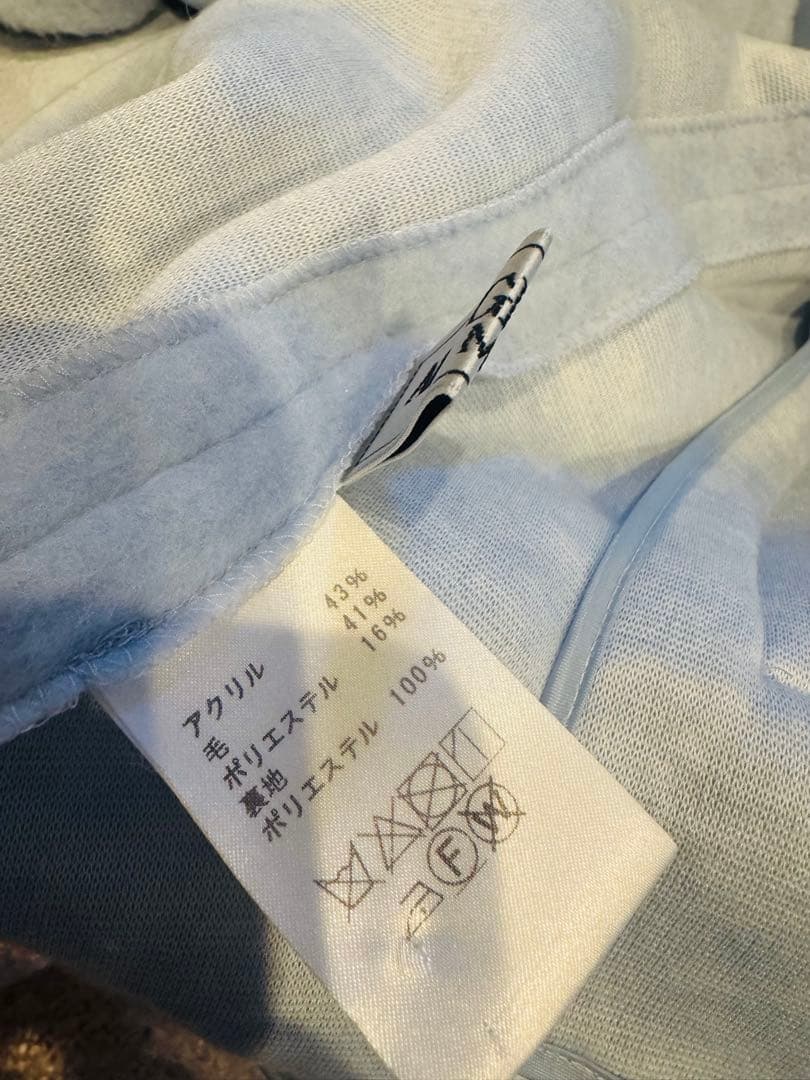 アクリル 43%
毛 41%
ポリエステル 16%
裏地
ポリエステル 100%
F W